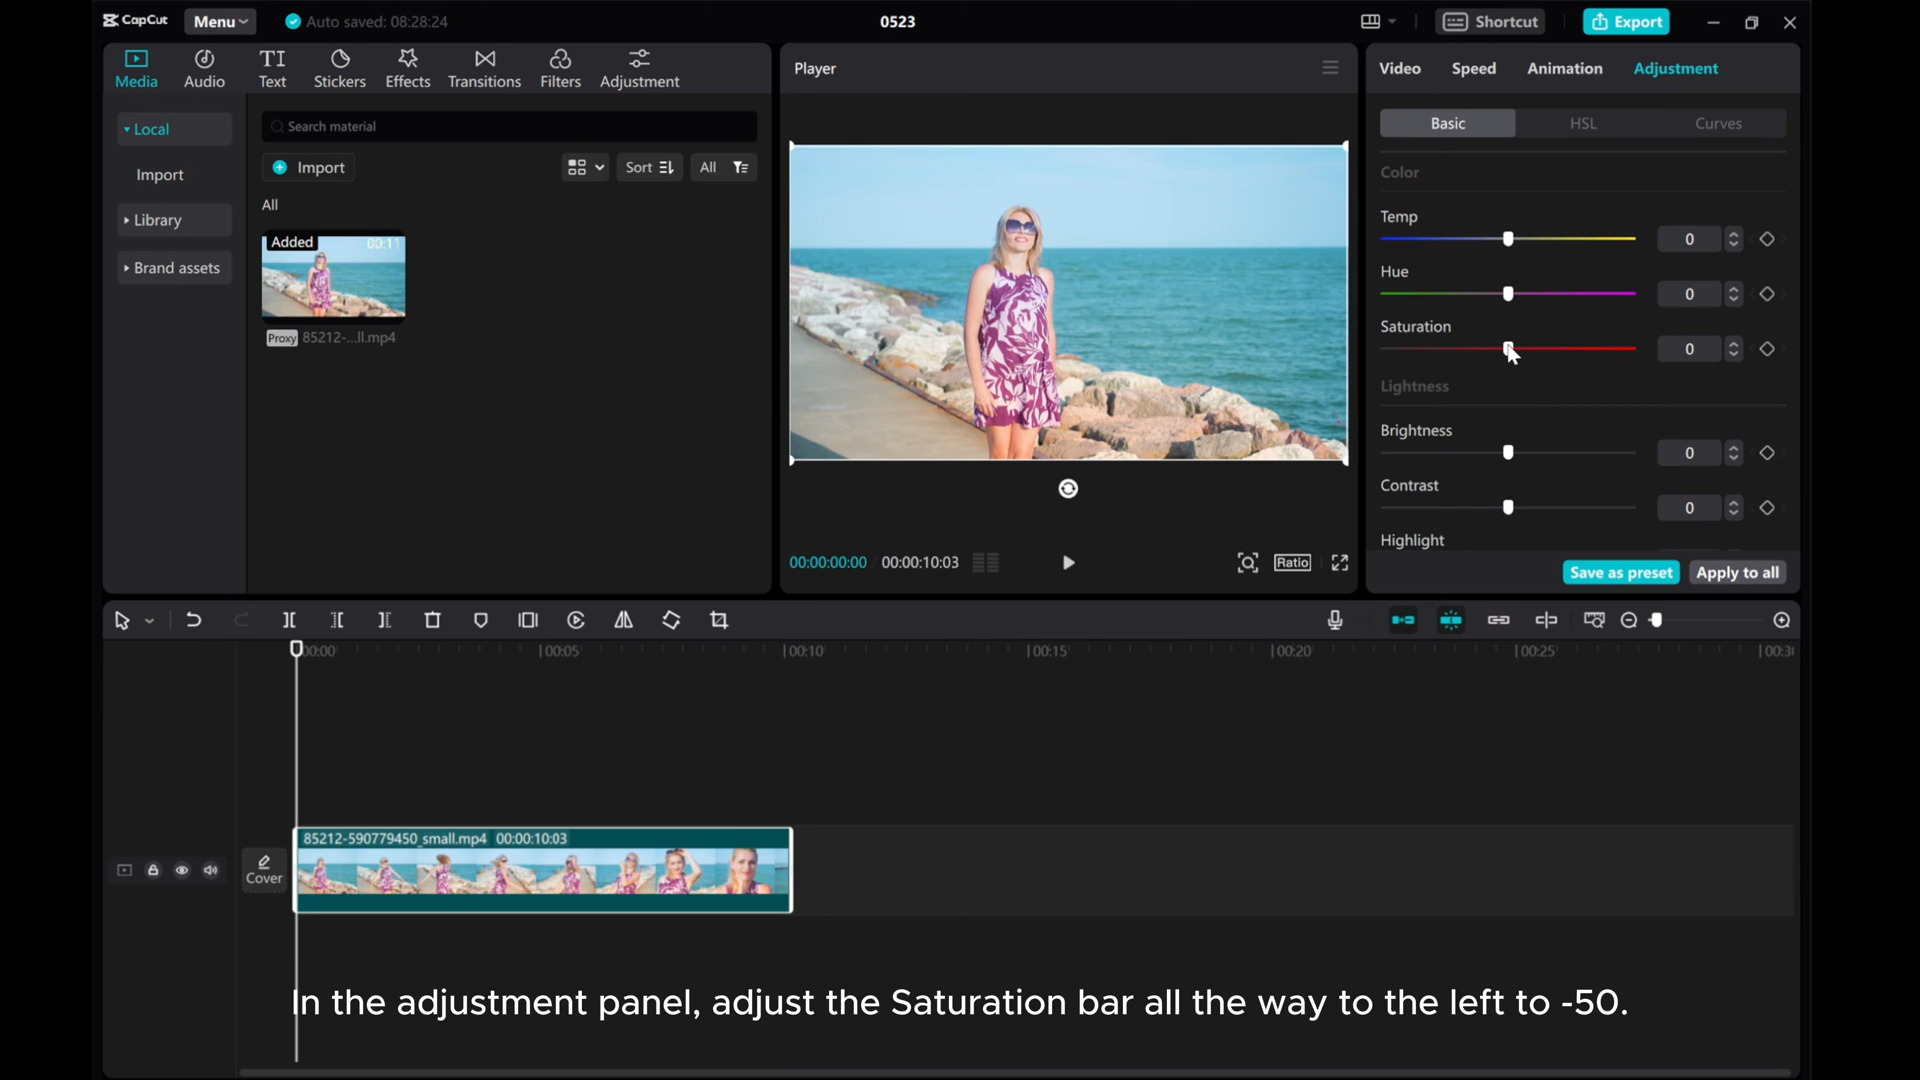 CapCut
Menu
Auto saved: 08:28:24
0523
Shortcut
Export
Media
Audio
TI
Text
Stickers
Effects
Transitions
Filters
Adjustment
Local
Import
Library
Brand assets
Search material
Import
Sort
All
All
Added
00:11
Proxy 85212-...ll.mp4
Player
00:00:00:00 00:00:10:03
Ratio
Video
Speed
Animation
Adjustment
Basic
HSL
Curves
Color
Temp
0
Hue
0
Saturation
0
Lightness
Brightness
0
Contrast
0
Highlight
Save as preset
Apply to all
00:00
00:05
00:10
00:15
00:20
00:25
00:30
85212-590779450_small.mp4 00:00:10:03
Cover
In the adjustment panel, adjust the Saturation bar all the way to the left to -50.